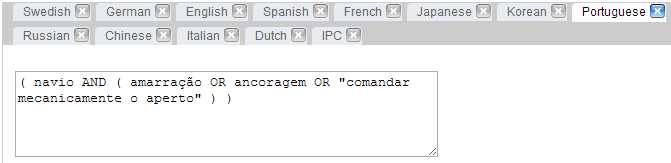 Swedish German English Spanish French Japanese Korean Portuguese
Russian Chinese Italian Dutch IPC
( navio AND ( amarração OR ancoragem OR "comandar
mecanicamente o aperto" ) )